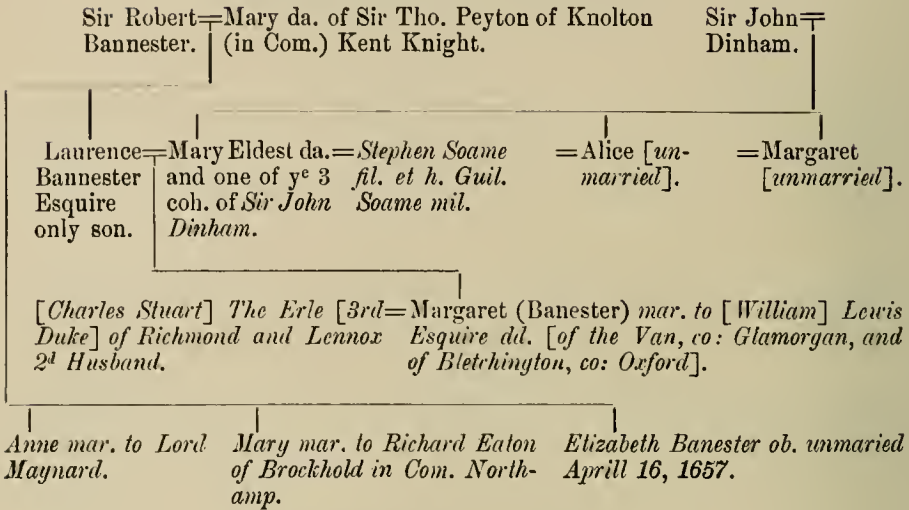 Sir Robert=Mary da. of Sir Tho. Peyton of Knolton
Bannester. (in Com.) Kent Knight.
Sir John=
Dinham.
Laurence=Mary Eldest da.=Stephen Soame =Alice [un- =Margaret
Bannester and one of yᵉ 3 fil. et h. Guil. married]. [unmarried].
Esquire coh. of Sir John Soame mil.
only son. Dinham.
[Charles Stuart] The Erle [3rd=Margaret (Banester) mar. to [William] Lewis
Duke] of Richmond and Lennox Esquire dd. [of the Van, co: Glamorgan, and
2ᵈ Husband. of Bletchington, co: Oxford].
Anne mar. to Lord
Maynard.
Mary mar. to Richard Eaton
of Brockhold in Com. North-
amp.
Elizabeth Banester ob. unmaried
Aprill 16, 1657.